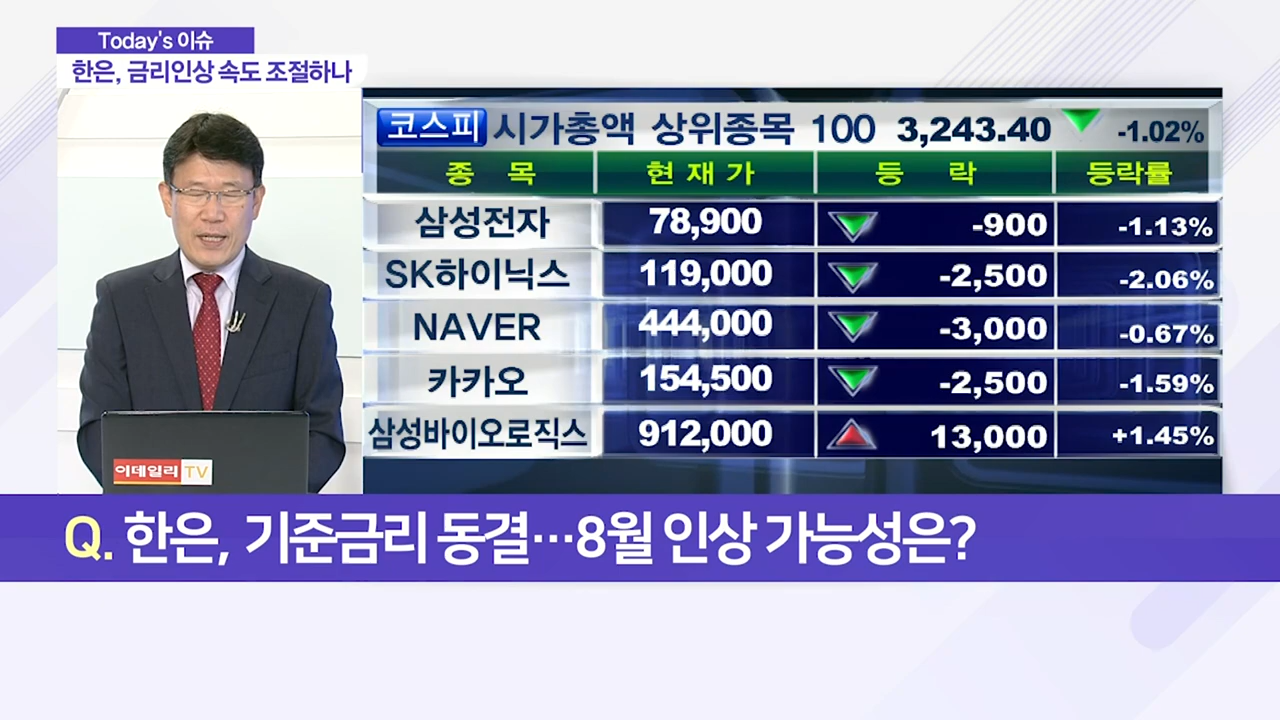 Today's 이슈
한은, 금리인상 속도 조절하나
코스피 시가총액 상위종목 100 3,243.40 -1.02%
종 목 현 재 가 등 락 등락률
삼성전자 78,900 -900 -1.13%
SK하이닉스 119,000 -2,500 -2.06%
NAVER 444,000 -3,000 -0.67%
카카오 154,500 -2,500 -1.59%
삼성바이오로직스 912,000 13,000 +1.45%
이데일리 TV
Q. 한은, 기준금리 동결…8월 인상 가능성은?